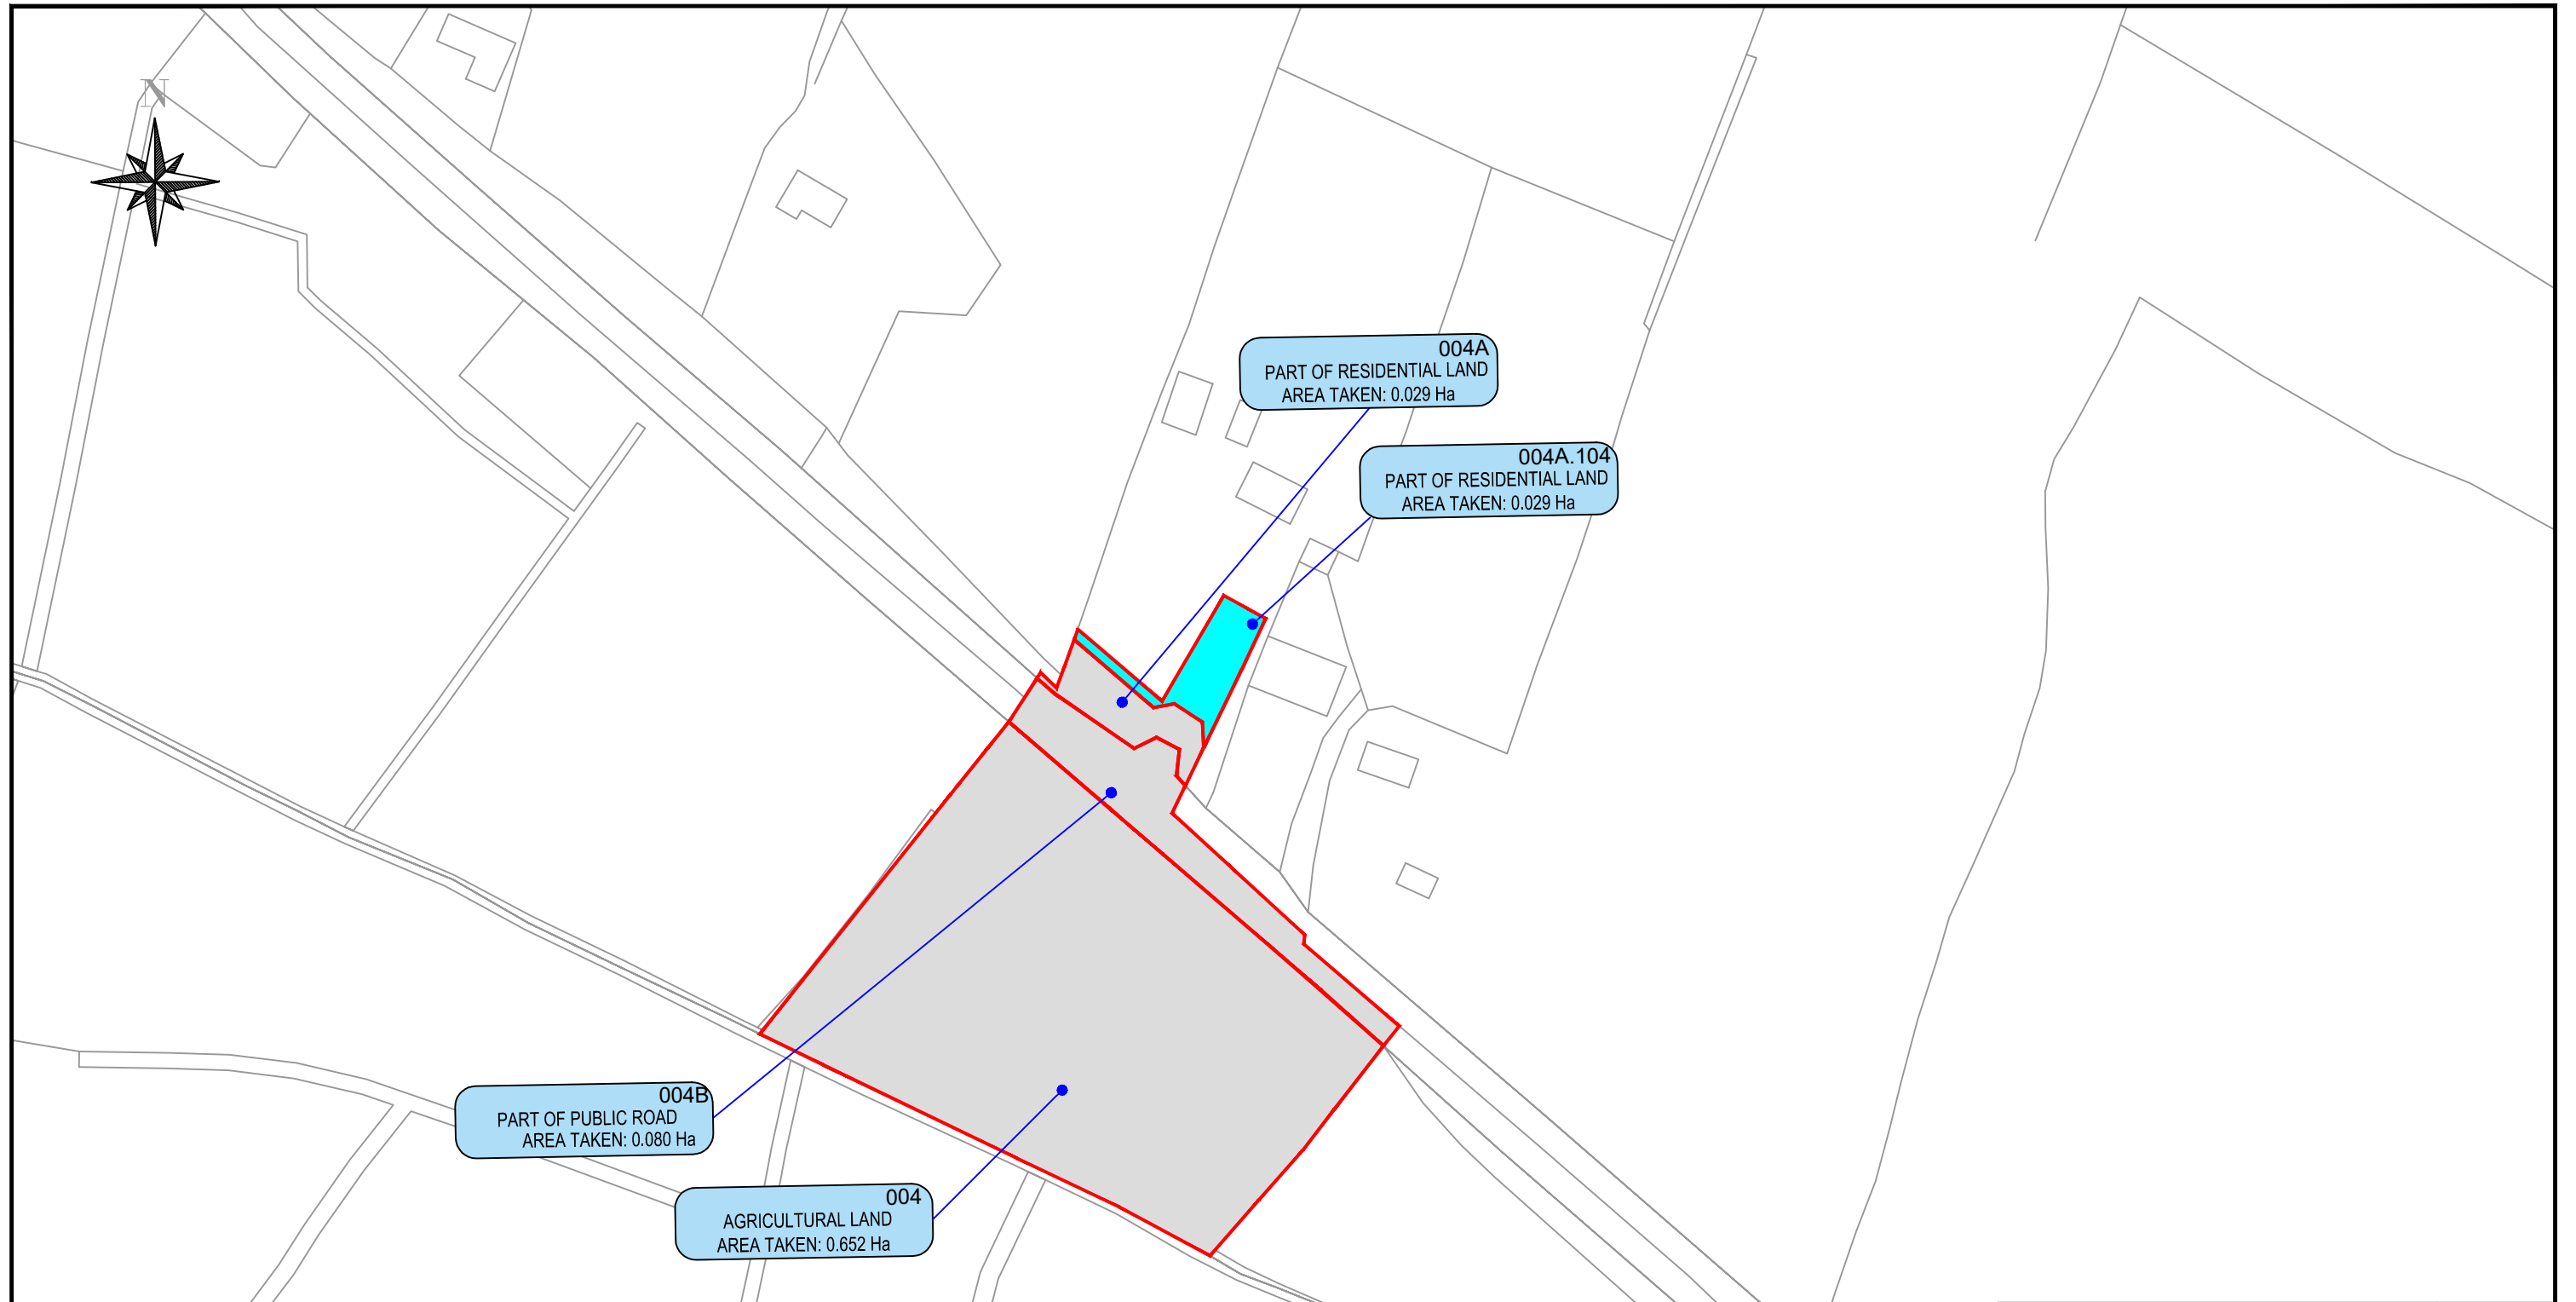 N
004A
PART OF RESIDENTIAL LAND
AREA TAKEN: 0.029 Ha
004A.104
PART OF RESIDENTIAL LAND
AREA TAKEN: 0.029 Ha
004B
PART OF PUBLIC ROAD
AREA TAKEN: 0.080 Ha
004
AGRICULTURAL LAND
AREA TAKEN: 0.652 Ha